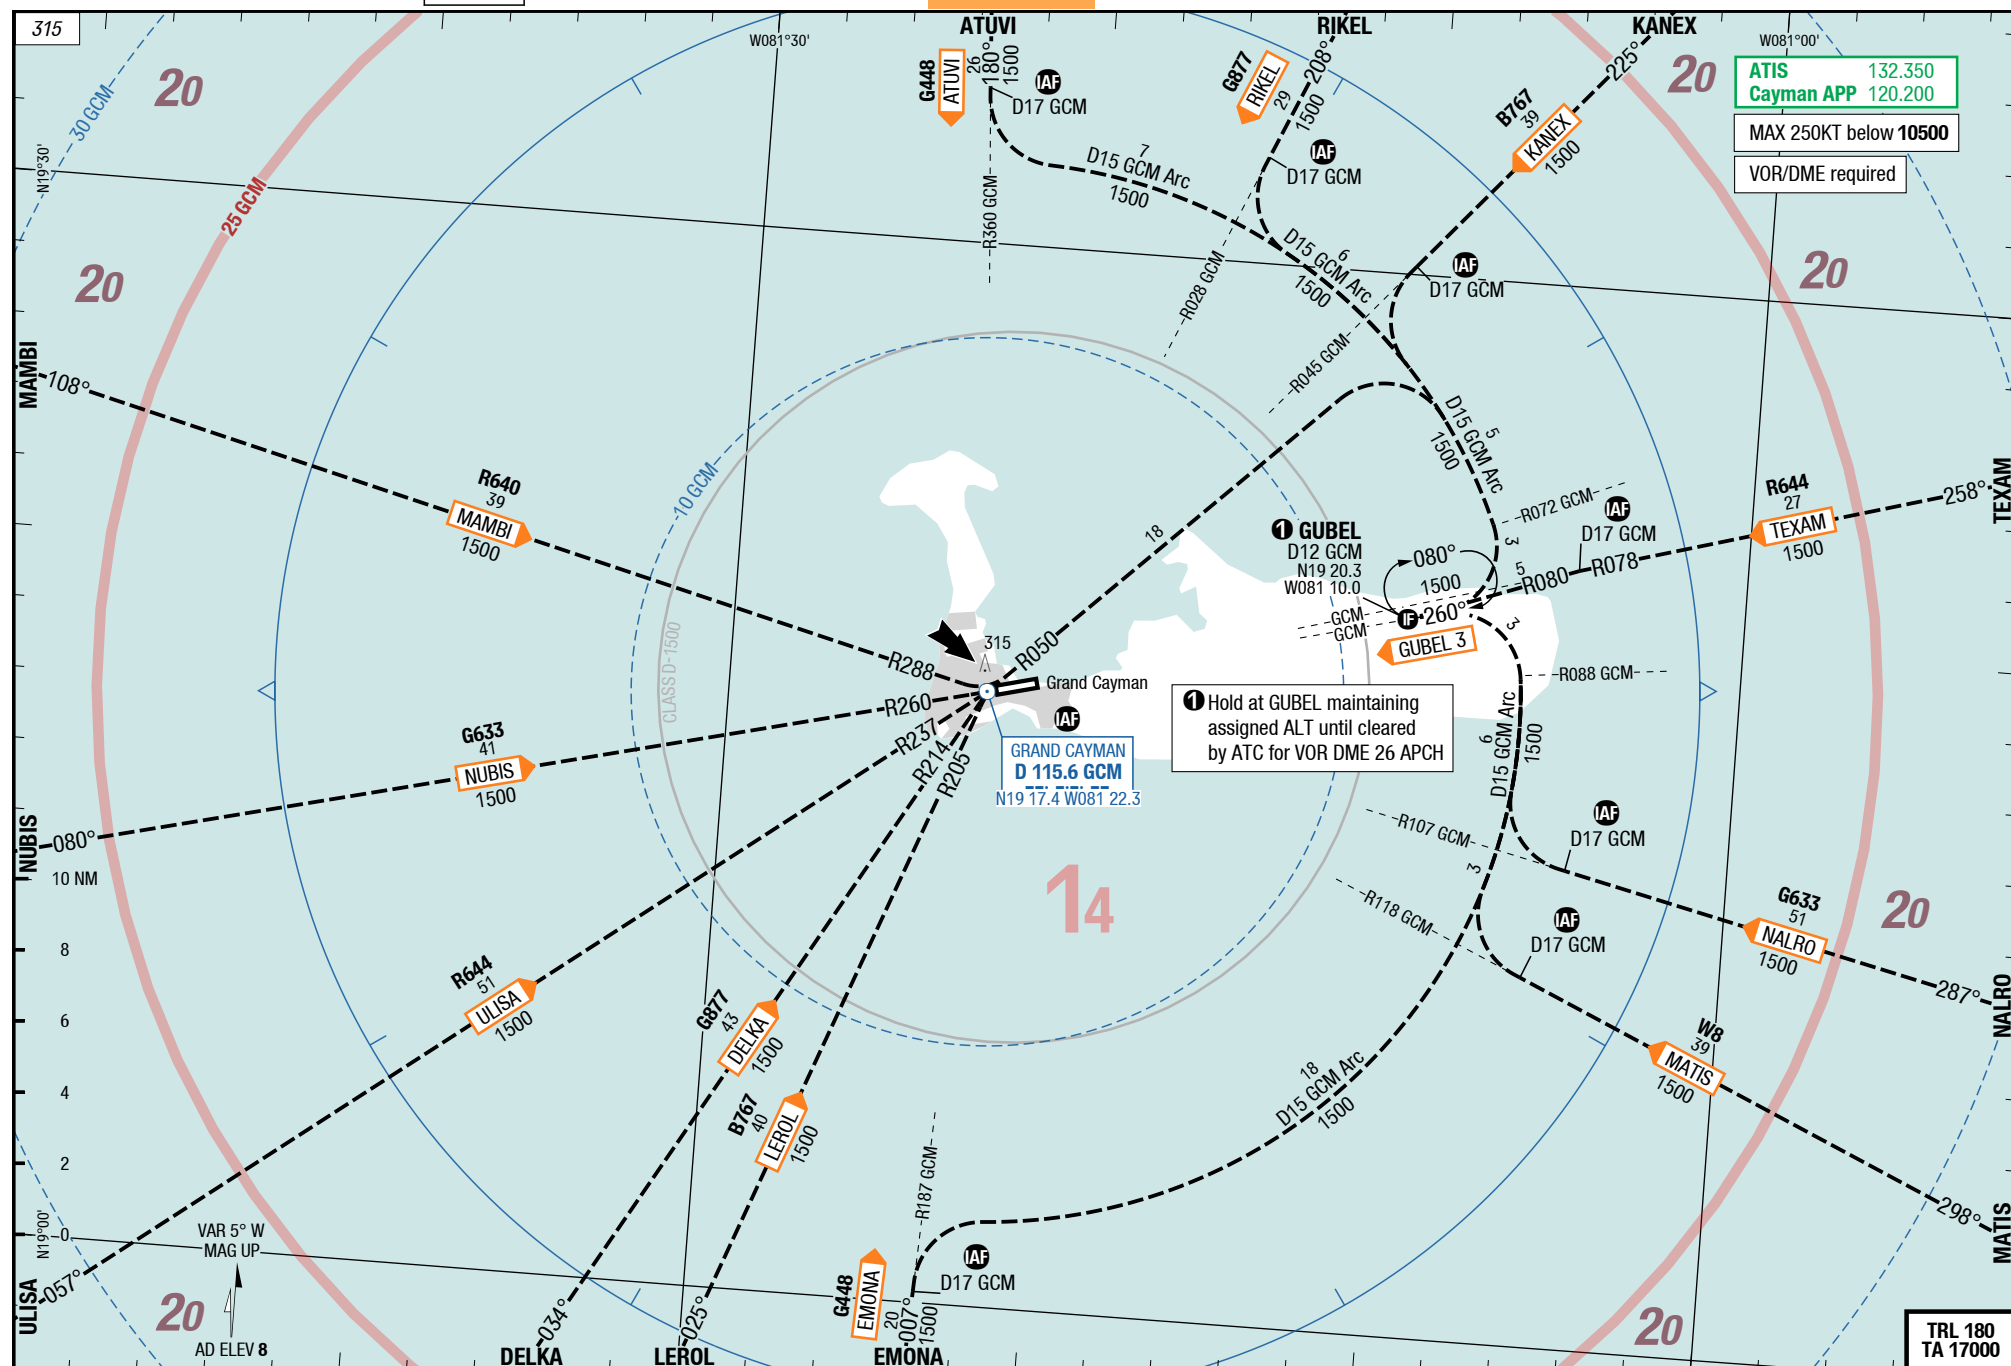 315
ATUVI
RIKEL
KANEX
W081°30'
W081°00'
ATIS 132.350
Cayman APP 120.200
MAX 250KT below 10500
VOR/DME required
20
20
20
20
20
20
20
14
30 GCM
25 GCM
10 GCM
CLASS D-1500
N19°30'
N19°00'
G448
ATUVI
26
180°
1500
IAF
D17 GCM
R360 GCM
7
D15 GCM Arc
1500
G877
RIKEL
29
208°
1500
IAF
D17 GCM
R028 GCM
6
D15 GCM Arc
1500
B767
39
KANEX
1500
225°
IAF
D17 GCM
R045 GCM
5
D15 GCM Arc
1500
MAMBI
108°
R640
39
MAMBI
1500
R288
18
R050
R072 GCM
3
R644
27
TEXAM
1500
258°
TEXAM
IAF
D17 GCM
R078
R080
5
1 GUBEL
D12 GCM
N19 20.3
W081 10.0
080°
1500
GCM
GCM
IF
260°
GUBEL 3
3
R088 GCM
315
Grand Cayman
IAF
GRAND CAYMAN
D 115.6 GCM
N19 17.4 W081 22.3
1 Hold at GUBEL maintaining
assigned ALT until cleared
by ATC for VOR DME 26 APCH
6
D15 GCM Arc
1500
R107 GCM
IAF
D17 GCM
G633
51
NALRO
1500
287°
NALRO
3
R118 GCM
IAF
D17 GCM
W8
39
MATIS
1500
298°
MATIS
18
D15 GCM Arc
1500
NUBIS
080°
G633
41
NUBIS
1500
R260
R237
R214
R205
ULISA
057°
R644
51
ULISA
1500
G877
43
DELKA
1500
034°
DELKA
B767
40
LEROL
1500
025°
LEROL
R187 GCM
IAF
D17 GCM
G448
EMONA
20
007°
1500
EMONA
10 NM
8
6
4
2
0
VAR 5° W
MAG UP
AD ELEV 8
TRL 180
TA 17000